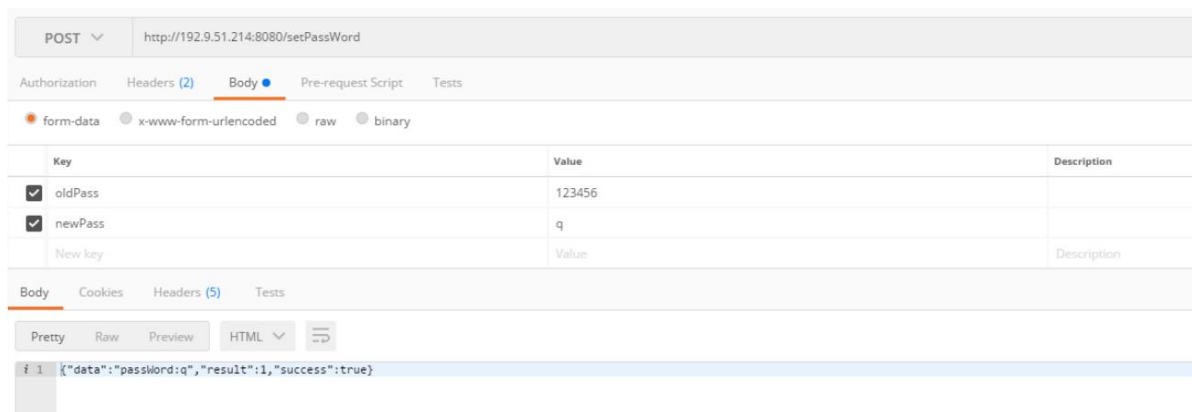 POST http://192.9.51.214:8080/setPassWord
Authorization Headers (2) Body Pre-request Script Tests
form-data x-www-form-urlencoded raw binary
Key Value Description
oldPass 123456
newPass q
New key Value Description
Body Cookies Headers (5) Tests
Pretty Raw Preview HTML
i 1 {"data":"passWord:q","result":1,"success":true}